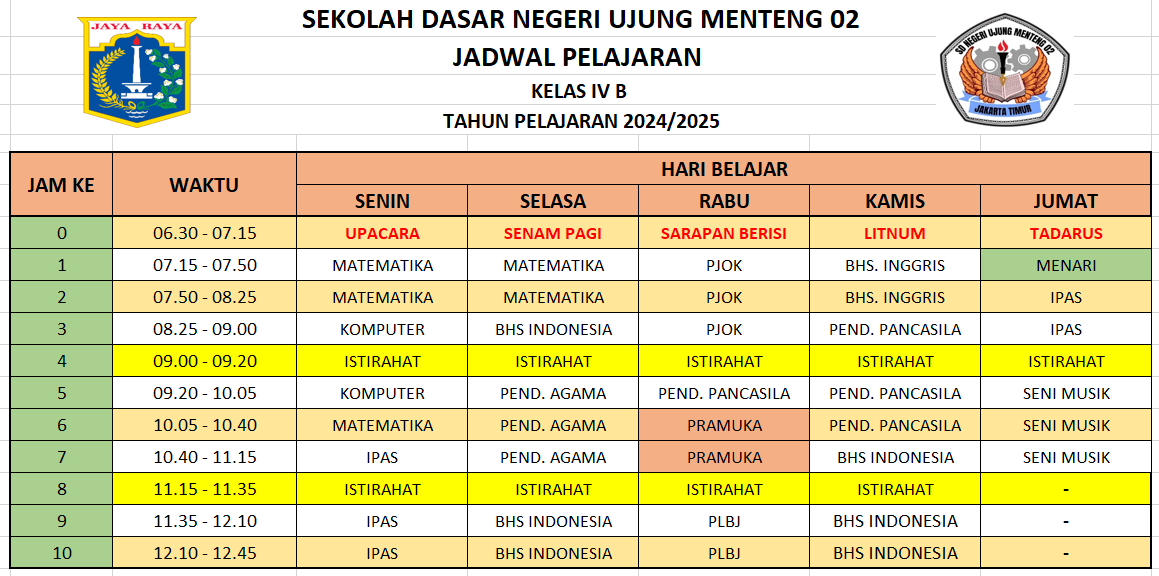 SEKOLAH DASAR NEGERI UJUNG MENTENG 02
JADWAL PELAJARAN
KELAS IV B
TAHUN PELAJARAN 2024/2025
JAYA RAYA
SD NEGERI UJUNG MENTENG 02
JAKARTA TIMUR
JAM KE WAKTU HARI BELAJAR
SENIN SELASA RABU KAMIS JUMAT
0 06.30 - 07.15 UPACARA SENAM PAGI SARAPAN BERISI LITNUM TADARUS
1 07.15 - 07.50 MATEMATIKA MATEMATIKA PJOK BHS. INGGRIS MENARI
2 07.50 - 08.25 MATEMATIKA MATEMATIKA PJOK BHS. INGGRIS IPAS
3 08.25 - 09.00 KOMPUTER BHS INDONESIA PJOK PEND. PANCASILA IPAS
4 09.00 - 09.20 ISTIRAHAT ISTIRAHAT ISTIRAHAT ISTIRAHAT ISTIRAHAT
5 09.20 - 10.05 KOMPUTER PEND. AGAMA PEND. PANCASILA PEND. PANCASILA SENI MUSIK
6 10.05 - 10.40 MATEMATIKA PEND. AGAMA PRAMUKA PEND. PANCASILA SENI MUSIK
7 10.40 - 11.15 IPAS PEND. AGAMA PRAMUKA BHS INDONESIA SENI MUSIK
8 11.15 - 11.35 ISTIRAHAT ISTIRAHAT ISTIRAHAT ISTIRAHAT -
9 11.35 - 12.10 IPAS BHS INDONESIA PLBJ BHS INDONESIA -
10 12.10 - 12.45 IPAS BHS INDONESIA PLBJ BHS INDONESIA -